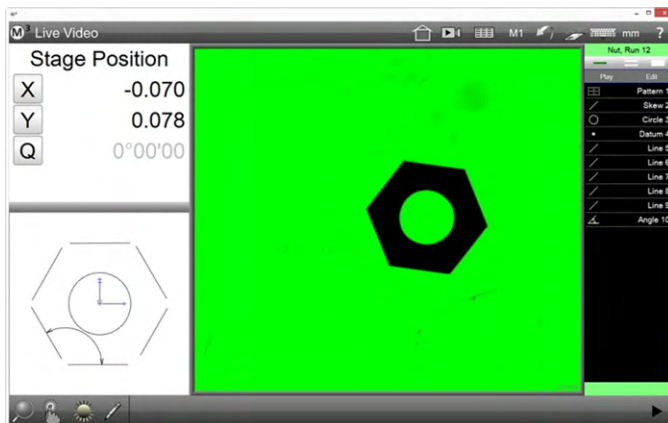 M3 Live Video
M1
mm
?
Stage Position
X -0.070
Y 0.078
Q 0°00'00
Nut, Run 12
Play Edit
Pattern 1
Skew 2
Circle 3
Datum 4
Line 5
Line 6
Line 7
Line 8
Line 9
Angle 10